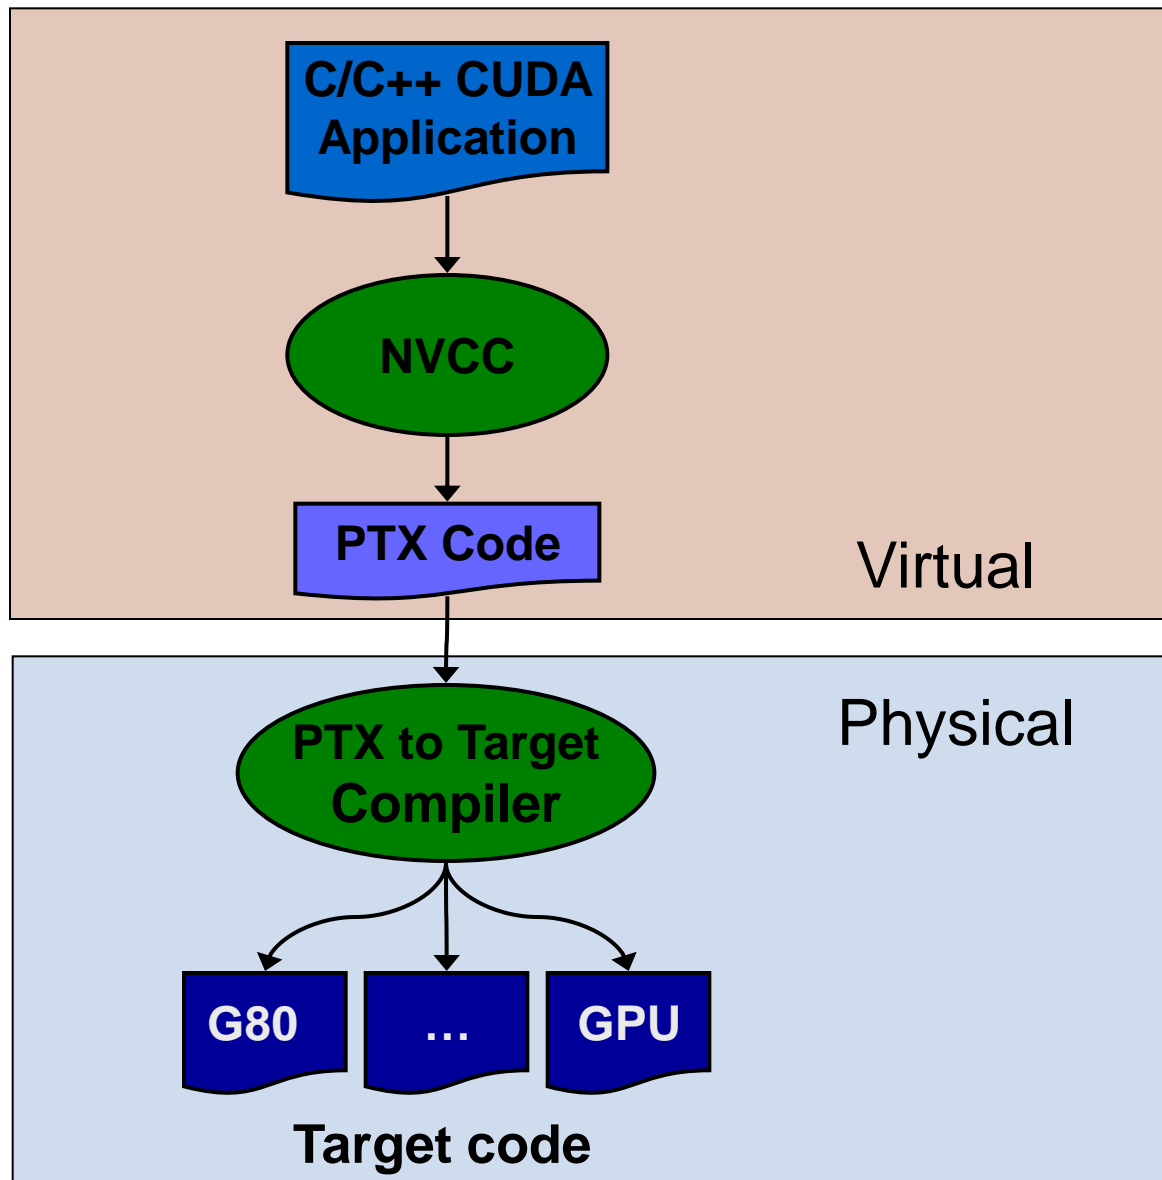 C/C++ CUDA
Application
NVCC
PTX Code
Virtual
Physical
PTX to Target
Compiler
G80
...
GPU
Target code